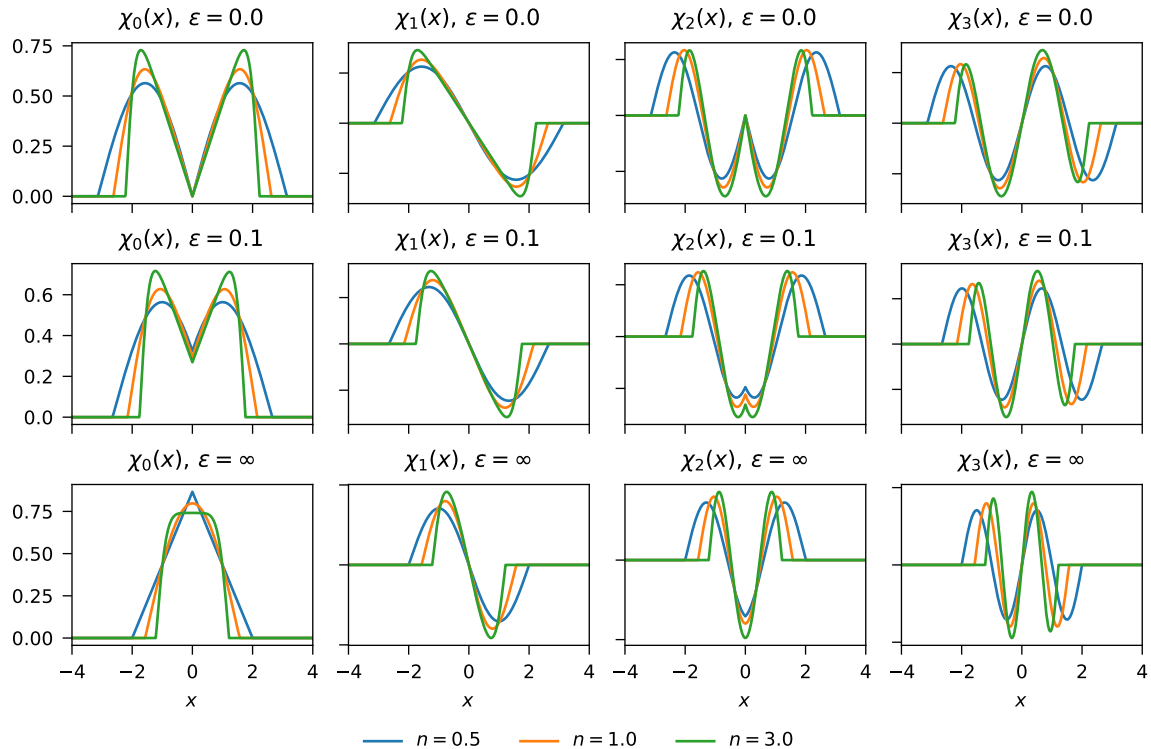 χ₀(x), ε = 0.0
χ₁(x), ε = 0.0
χ₂(x), ε = 0.0
χ₃(x), ε = 0.0
0.75
0.50
0.25
0.00
χ₀(x), ε = 0.1
χ₁(x), ε = 0.1
χ₂(x), ε = 0.1
χ₃(x), ε = 0.1
0.6
0.4
0.2
0.0
χ₀(x), ε = ∞
χ₁(x), ε = ∞
χ₂(x), ε = ∞
χ₃(x), ε = ∞
0.75
0.50
0.25
0.00
−4 −2 0 2 4
−4 −2 0 2 4
−4 −2 0 2 4
−4 −2 0 2 4
x
x
x
x
n = 0.5
n = 1.0
n = 3.0